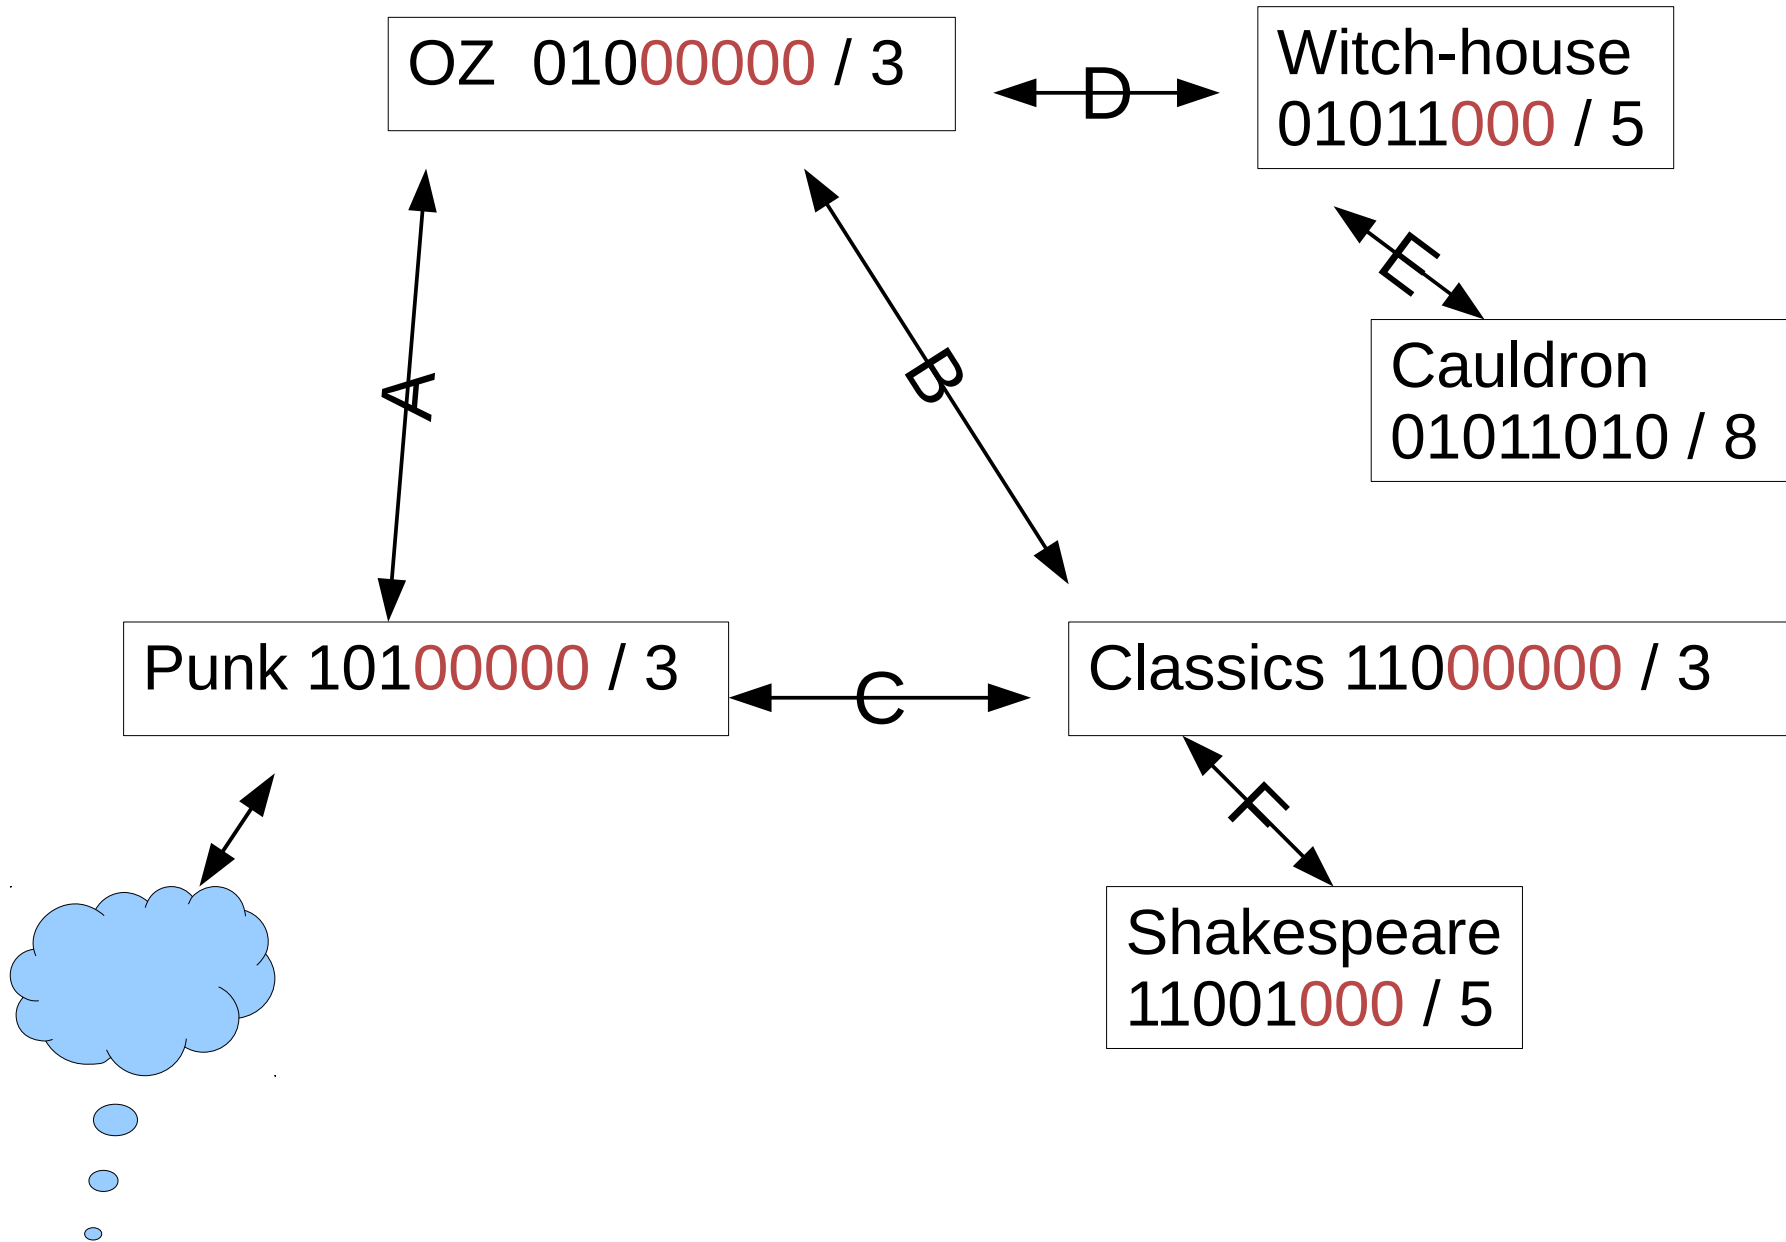 OZ  01000000 / 3
D
Witch-house
01011000 / 5
E
Cauldron
01011010 / 8
A
B
Punk 10100000 / 3
C
Classics 11000000 / 3
F
Shakespeare
11001000 / 5